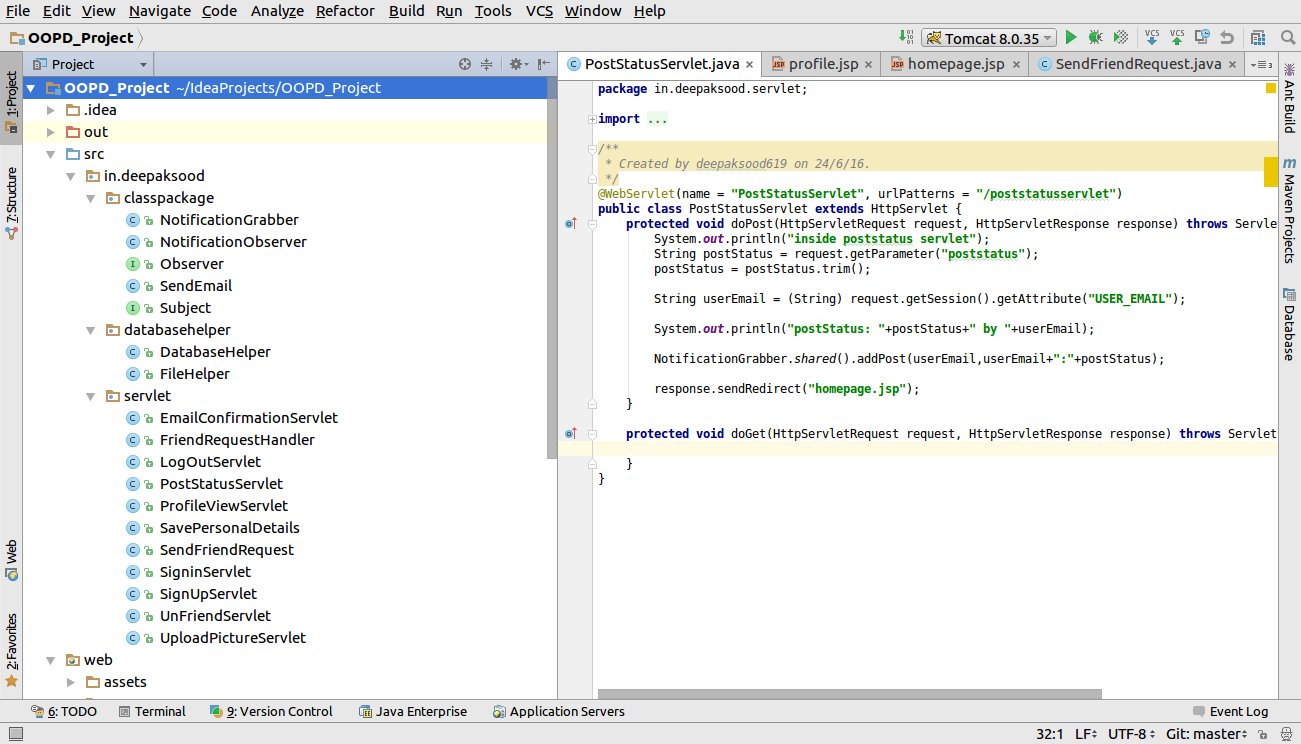 File Edit View Navigate Code Analyze Refactor Build Run Tools VCS Window Help
OOPD_Project Tomcat 8.0.35 VCS VCS
Project
PostStatusServlet.java profile.jsp homepage.jsp SendFriendRequest.java 3
OOPD_Project ~/IdeaProjects/OOPD_Project
.idea
out
src
in.deepaksood
classpackage
NotificationGrabber
NotificationObserver
Observer
SendEmail
Subject
databasehelper
DatabaseHelper
FileHelper
servlet
EmailConfirmationServlet
FriendRequestHandler
LogOutServlet
PostStatusServlet
ProfileViewServlet
SavePersonalDetails
SendFriendRequest
SigninServlet
SignUpServlet
UnFriendServlet
UploadPictureServlet
web
assets
1: Project
7: Structure
Web
2: Favorites
package in.deepaksood.servlet;
import ...
/**
* Created by deepaksood619 on 24/6/16.
*/
@WebServlet(name = "PostStatusServlet", urlPatterns = "/poststatusservlet")
public class PostStatusServlet extends HttpServlet {
protected void doPost(HttpServletRequest request, HttpServletResponse response) throws Servle
System.out.println("inside poststatus servlet");
String postStatus = request.getParameter("poststatus");
postStatus = postStatus.trim();
String userEmail = (String) request.getSession().getAttribute("USER_EMAIL");
System.out.println("postStatus: "+postStatus+" by "+userEmail);
NotificationGrabber.shared().addPost(userEmail,userEmail+":"+postStatus);
response.sendRedirect("homepage.jsp");
}
protected void doGet(HttpServletRequest request, HttpServletResponse response) throws Servlet
}
}
Ant Build
Maven Projects
Database
6: TODO Terminal 9: Version Control Java Enterprise Application Servers Event Log
32:1 LF UTF-8 Git: master